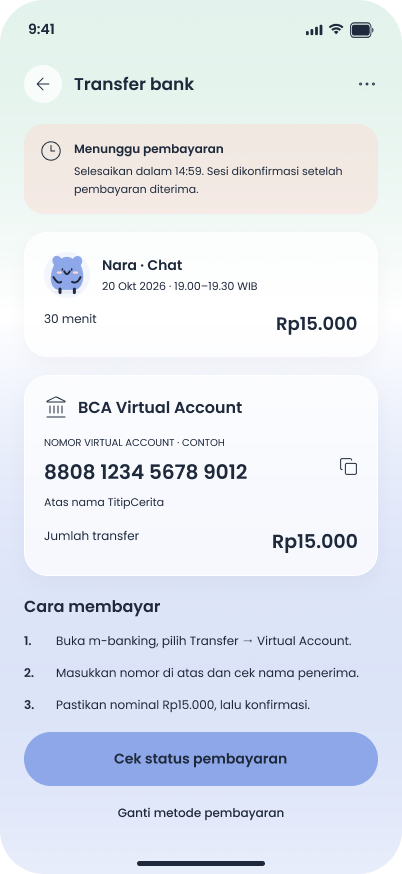 9:41
Transfer bank
Menunggu pembayaran
Selesaikan dalam 14:59. Sesi dikonfirmasi setelah
pembayaran diterima.
Nara · Chat
20 Okt 2026 · 19.00–19.30 WIB
30 menit
Rp15.000
BCA Virtual Account
NOMOR VIRTUAL ACCOUNT · CONTOH
8808 1234 5678 9012
Atas nama TitipCerita
Jumlah transfer
Rp15.000
Cara membayar
1. Buka m-banking, pilih Transfer → Virtual Account.
2. Masukkan nomor di atas dan cek nama penerima.
3. Pastikan nominal Rp15.000, lalu konfirmasi.
Cek status pembayaran
Ganti metode pembayaran